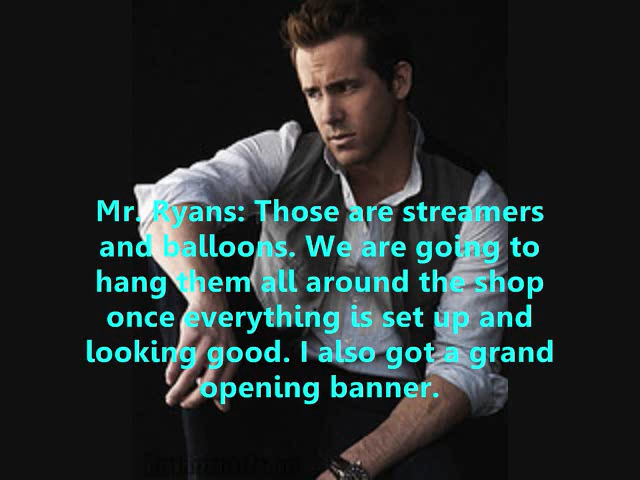 Mr. Ryans: Those are streamers
and balloons. We are going to
hang them all around the shop
once everything is set up and
looking good. I also got a grand
opening banner.